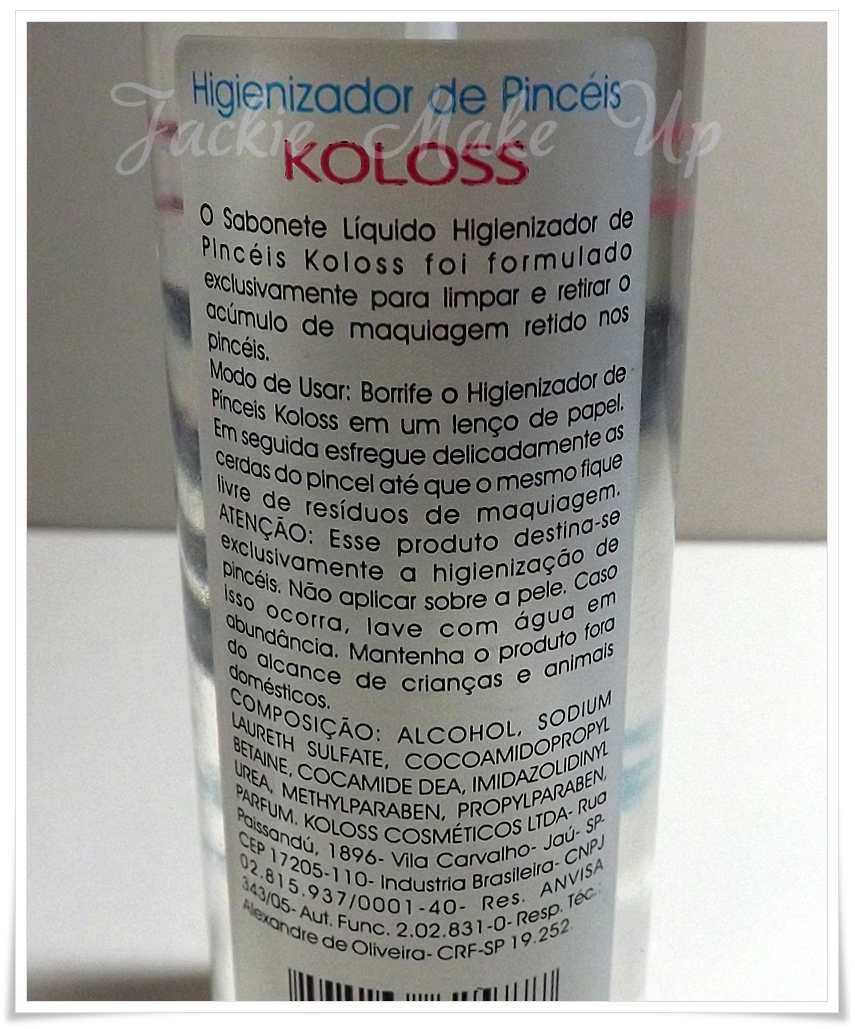 Higienizador de Pincéis
Jackie Make Up
KOLOSS
O Sabonete Líquido Higienizador de
Pincéis Koloss foi formulado
exclusivamente para limpar e retirar o
acúmulo de maquiagem retido nos
pincéis.
Modo de Usar: Borrife o Higienizador de
Pínceis Koloss em um lenço de papel.
Em seguida esfregue delicadamente as
cerdas do pincel até que o mesmo fique
livre de resíduos de maquiagem.
ATENÇÃO: Esse produto destina-se
exclusivamente a higienização de
pincéis. Não aplicar sobre a pele. Caso
isso ocorra, lave com água em
abundância. Mantenha o produto fora
do alcance de crianças e animais
domésticos.
COMPOSIÇÃO: ALCOHOL, SODIUM
LAURETH SULFATE, COCOAMIDOPROPYL
BETAINE, COCAMIDE DEA, IMIDAZOLIDINYL
UREA, METHYLPARABEN, PROPYLPARABEN,
PARFUM. KOLOSS COSMÉTICOS LTDA- Rua
Paissandú, 1896- Vila Carvalho- Jaú- SP-
CEP 17205-110- Industria Brasileira- CNPJ
02.815.937/0001-40- Res. ANVISA
343/05- Aut. Func. 2.02.831-0- Resp. Téc.:
Alexandre de Oliveira- CRF-SP 19.252